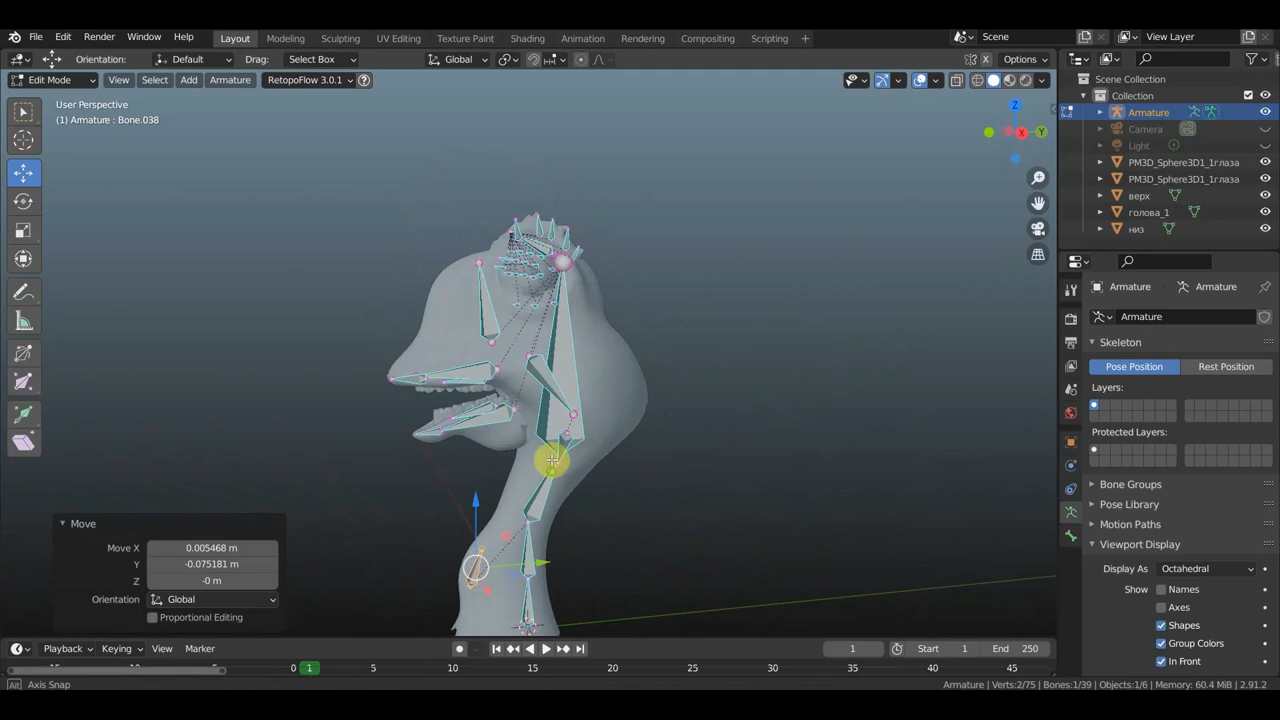 File Edit Render Window Help Layout Modeling Sculpting UV Editing Texture Paint Shading Animation Rendering Compositing Scripting + Scene View Layer
Orientation: Default Drag: Select Box Global X Options
Edit Mode View Select Add Armature RetopoFlow 3.0.1 ?
User Perspective
(1) Armature : Bone.038
Z
X
Y
Scene Collection
Collection
Armature
Camera
Light
PM3D_Sphere3D1_1глаза
PM3D_Sphere3D1_1глаза
верх
голова_1
низ
Armature Armature
Armature
Skeleton
Pose Position Rest Position
Layers:
Protected Layers:
Bone Groups
Pose Library
Motion Paths
Viewport Display
Display As Octahedral
Show Names
Axes
Shapes
Group Colors
In Front
Move
Move X 0.005468 m
Y -0.075181 m
Z -0 m
Orientation Global
Proportional Editing
Playback Keying View Marker 1 Start 1 End 250
0 1 5 10 15 20 25 30 35 40 45
Alt Axis Snap Armature | Verts:2/75 | Bones:1/39 | Objects:1/6 | Memory: 60.4 MiB | 2.91.2